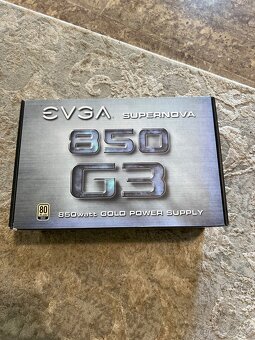 EVGA SUPERNOVA
850
G3
850watt GOLD POWER SUPPLY